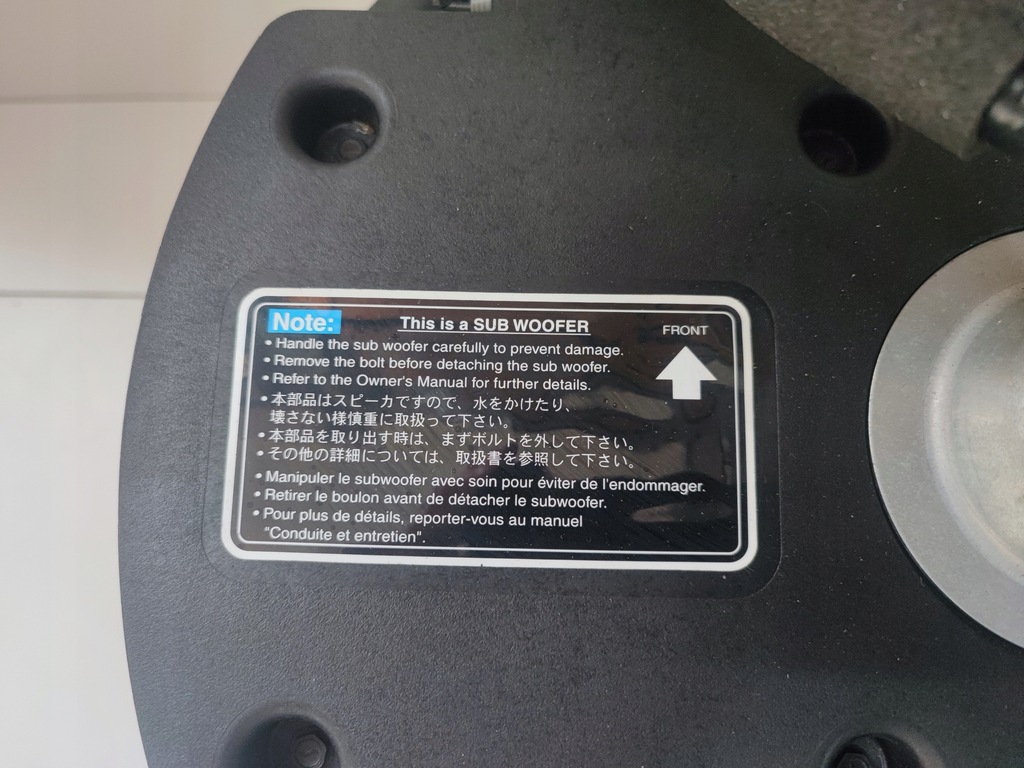 Note: This is a SUB WOOFER
FRONT
• Handle the sub woofer carefully to prevent damage.
• Remove the bolt before detaching the sub woofer.
• Refer to the Owner's Manual for further details.
• 本部品はスピーカですので、水をかけたり、
壊さない様慎重に取扱って下さい。
• 本部品を取り出す時は、まずボルトを外して下さい。
• その他の詳細については、取扱書を参照して下さい。
• Manipuler le subwoofer avec soin pour éviter de l'endommager.
• Retirer le boulon avant de détacher le subwoofer.
• Pour plus de détails, reporter-vous au manuel
"Conduite et entretien".